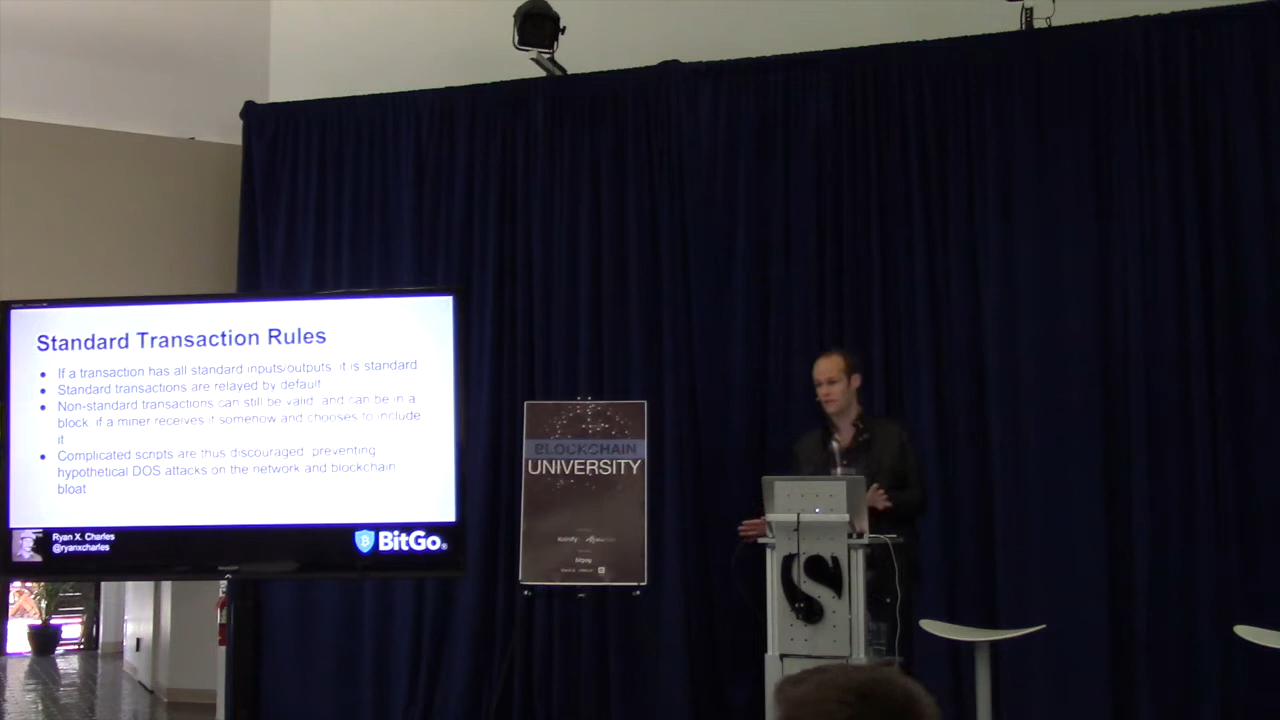 Standard Transaction Rules
● If a transaction has all standard inputs/outputs, it is standard
● Standard transactions are relayed by default
● Non-standard transactions can still be valid, and can be in a
block, if a miner receives it somehow and chooses to include
it
● Complicated scripts are thus discouraged, preventing
hypothetical DOS attacks on the network and blockchain
bloat
Ryan X. Charles
@ryanxcharles
BitGo
BLOCKCHAIN
UNIVERSITY
Koinify
bitpay
S